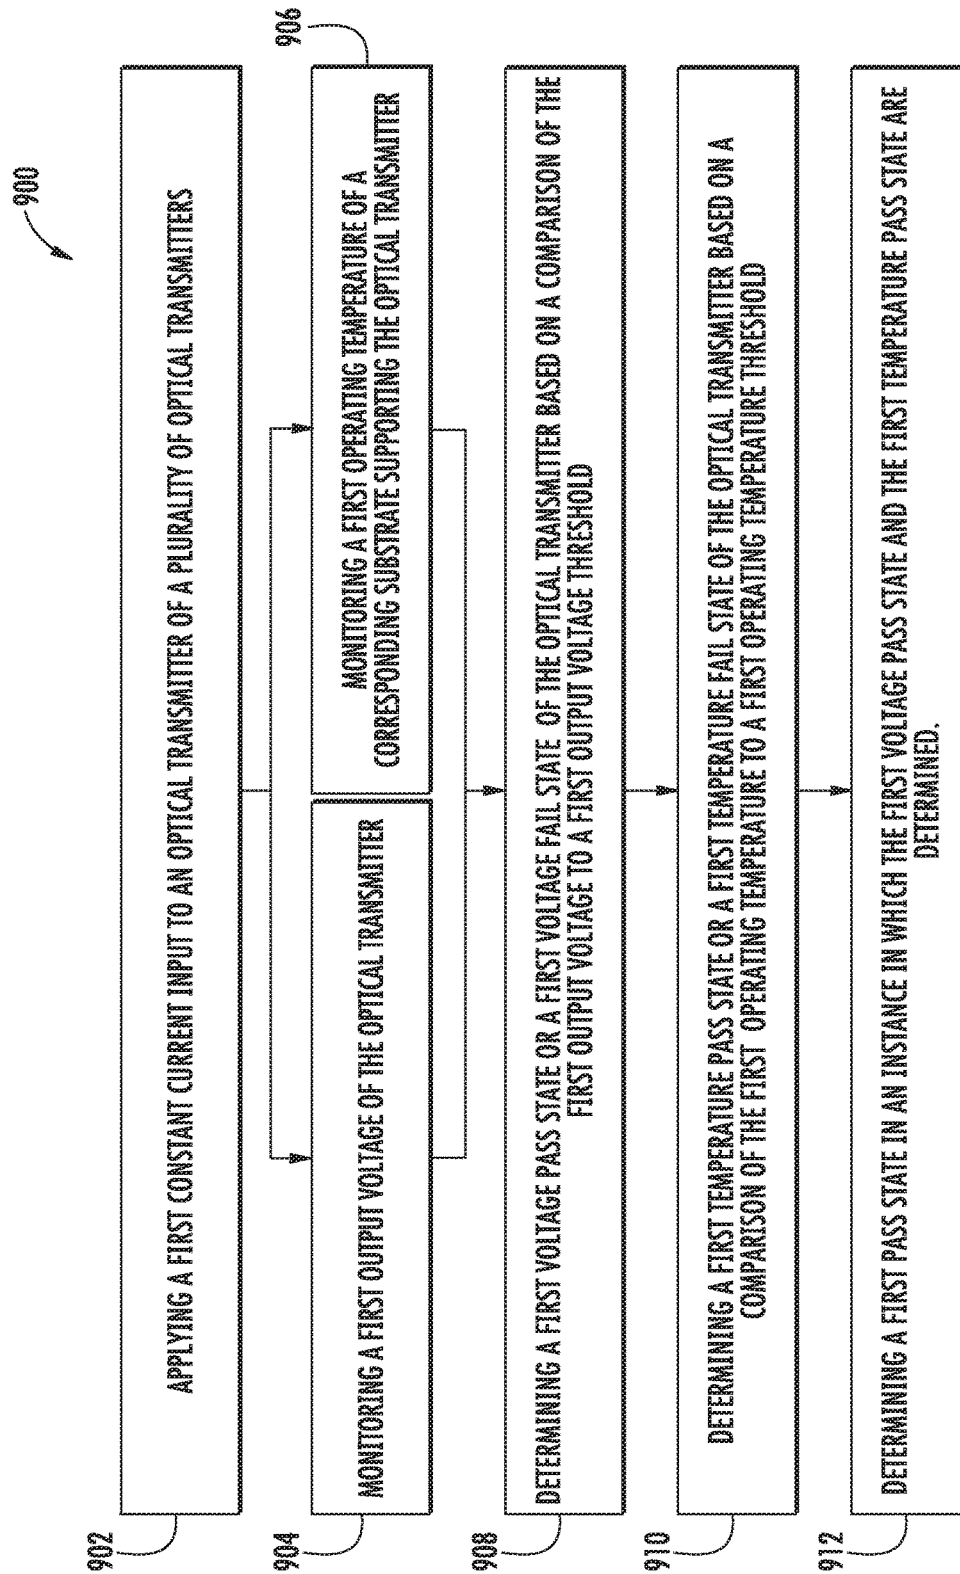 900
902
APPLYING A FIRST CONSTANT CURRENT INPUT TO AN OPTICAL TRANSMITTER OF A PLURALITY OF OPTICAL TRANSMITTERS
904
MONITORING A FIRST OUTPUT VOLTAGE OF THE OPTICAL TRANSMITTER
906
MONITORING A FIRST OPERATING TEMPERATURE OF A
CORRESPONDING SUBSTRATE SUPPORTING THE OPTICAL TRANSMITTER
908
DETERMINING A FIRST VOLTAGE PASS STATE OR A FIRST VOLTAGE FAIL STATE OF THE OPTICAL TRANSMITTER BASED ON A COMPARISON OF THE
FIRST OUTPUT VOLTAGE TO A FIRST OUTPUT VOLTAGE THRESHOLD
910
DETERMINING A FIRST TEMPERATURE PASS STATE OR A FIRST TEMPERATURE FAIL STATE OF THE OPTICAL TRANSMITTER BASED ON A
COMPARISON OF THE FIRST OPERATING TEMPERATURE TO A FIRST OPERATING TEMPERATURE THRESHOLD
912
DETERMINING A FIRST PASS STATE IN AN INSTANCE IN WHICH THE FIRST VOLTAGE PASS STATE AND THE FIRST TEMPERATURE PASS STATE ARE
DETERMINED.